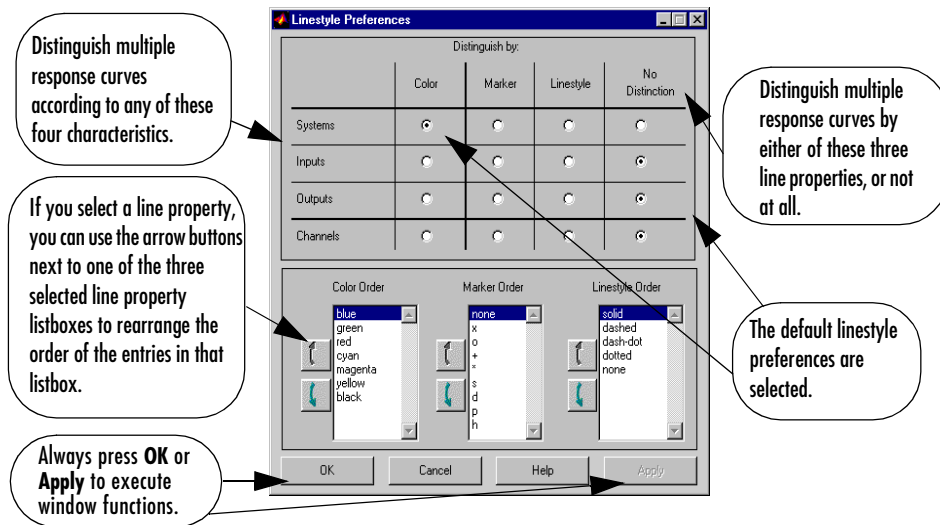 Linestyle Preferences
Distinguish by:
Color Marker Linestyle No Distinction
Systems
Inputs
Outputs
Channels
Color Order
blue
green
red
cyan
magenta
yellow
black
Marker Order
none
x
o
+
*
s
d
p
h
Linestyle Order
solid
dashed
dash-dot
dotted
none
OK Cancel Help Apply
Distinguish multiple
response curves
according to any of these
four characteristics.
If you select a line property,
you can use the arrow buttons
next to one of the three
selected line property
listboxes to rearrange the
order of the entries in that
listbox.
Always press OK or
Apply to execute
window functions.
Distinguish multiple
response curves by
either of these three
line properties, or not
at all.
The default linestyle
preferences are
selected.